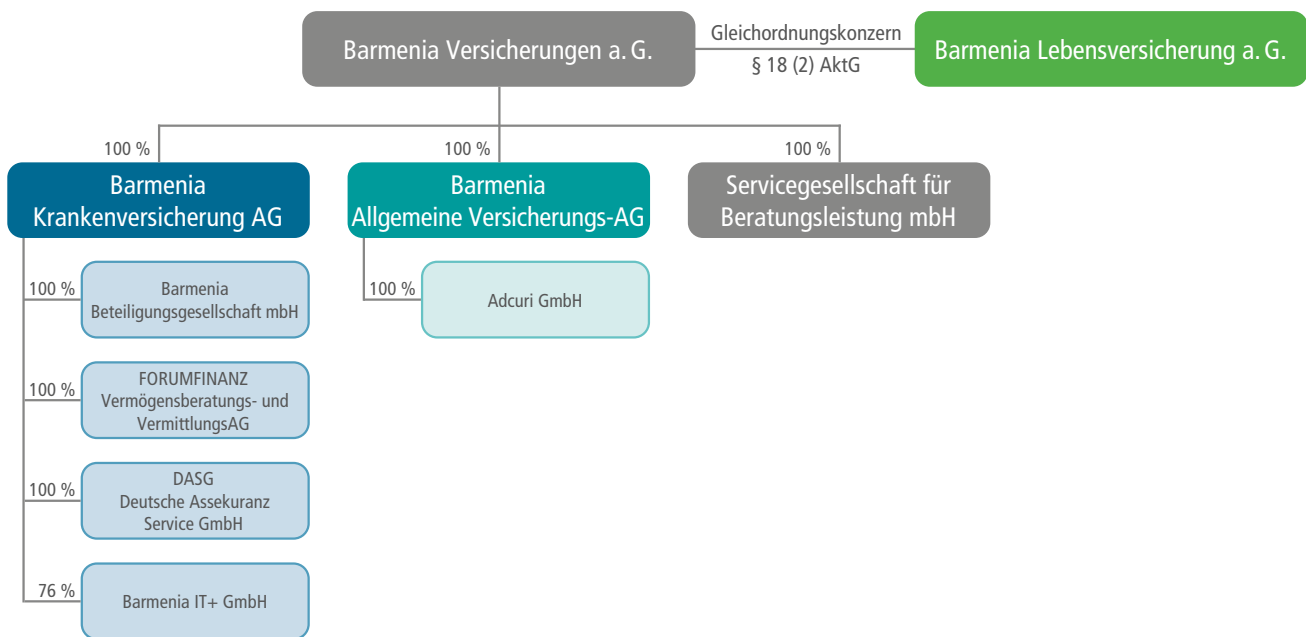 Barmenia Versicherungen a. G.
Gleichordnungskonzern
§ 18 (2) AktG
Barmenia Lebensversicherung a. G.
100 %
100 %
100 %
Barmenia
Krankenversicherung AG
Barmenia
Allgemeine Versicherungs-AG
Servicegesellschaft für
Beratungsleistung mbH
100 %
Barmenia
Beteiligungsgesellschaft mbH
100 %
Adcuri GmbH
100 %
FORUMFINANZ
Vermögensberatungs- und
VermittlungsAG
100 %
DASG
Deutsche Assekuranz
Service GmbH
76 %
Barmenia IT+ GmbH